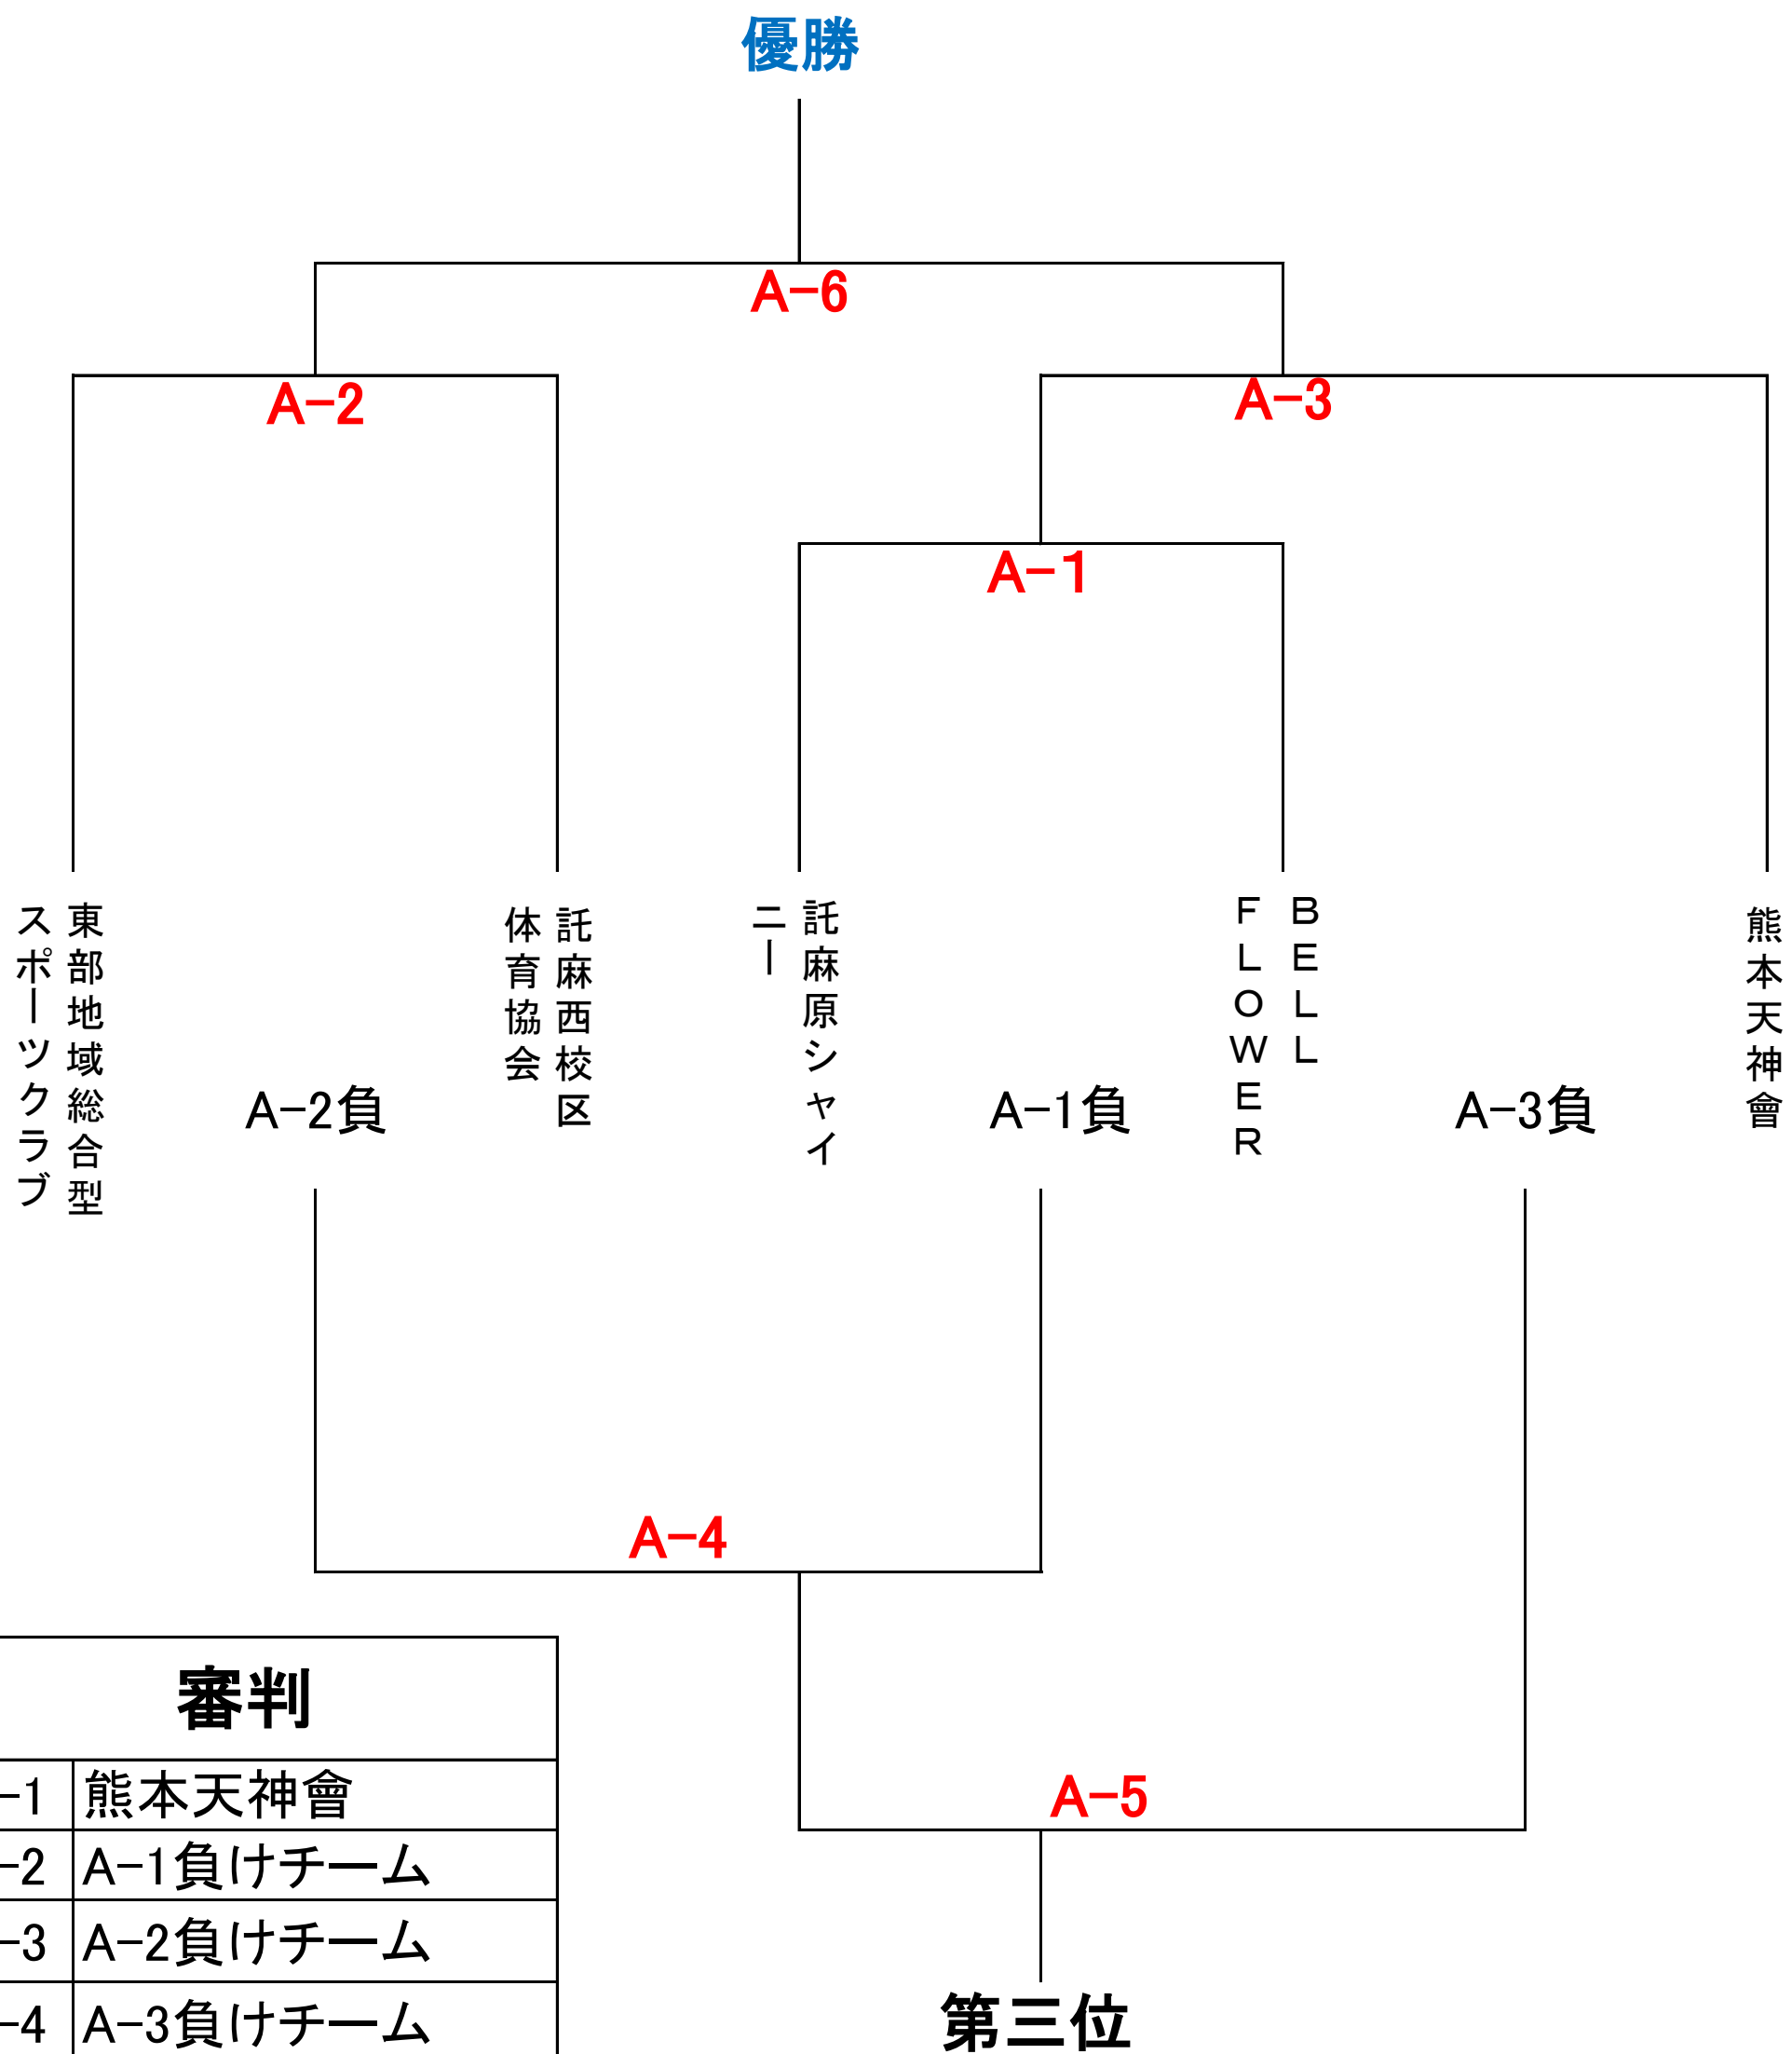 優勝
A-6
A-2
A-3
A-1
東部地域総合型
スポーツクラブ
託麻西校区
体育協会
託麻原シャイ
ニー
BELL
FLOWER
熊本天神會
A-2負
A-1負
A-3負
A-4
A-5
第三位
審判
-1 熊本天神會
-2 A-1負けチーム
-3 A-2負けチーム
-4 A-3負けチーム